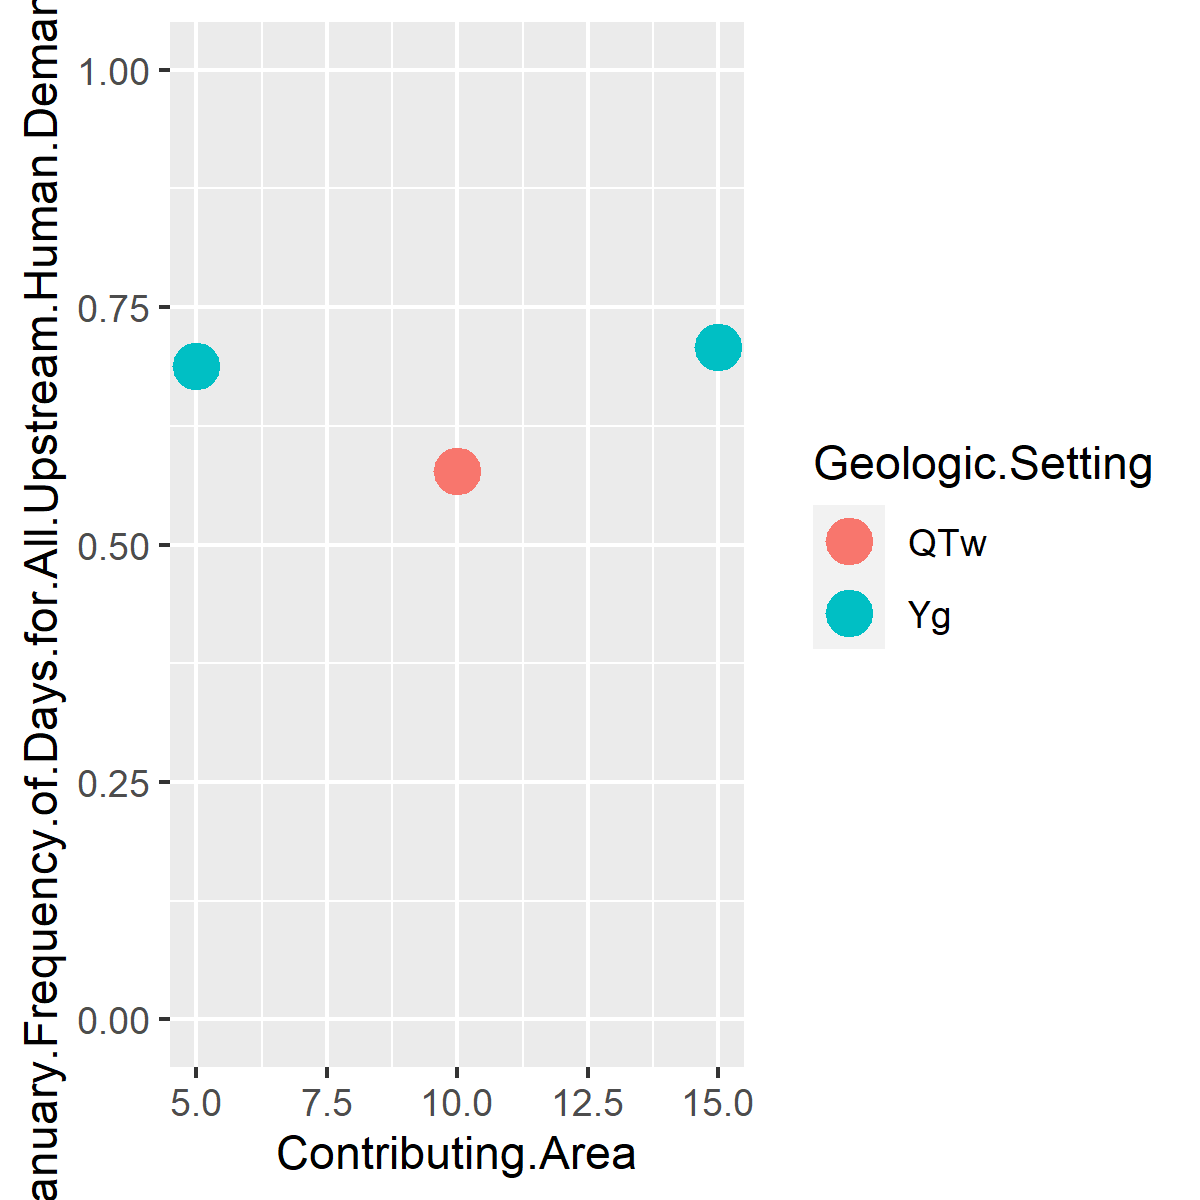 anuary.Frequency.of.Days.for.All.Upstream.Human.Deman
1.00
0.75
0.50
0.25
0.00
5.0 7.5 10.0 12.5 15.0
Contributing.Area
Geologic.Setting
QTw
Yg